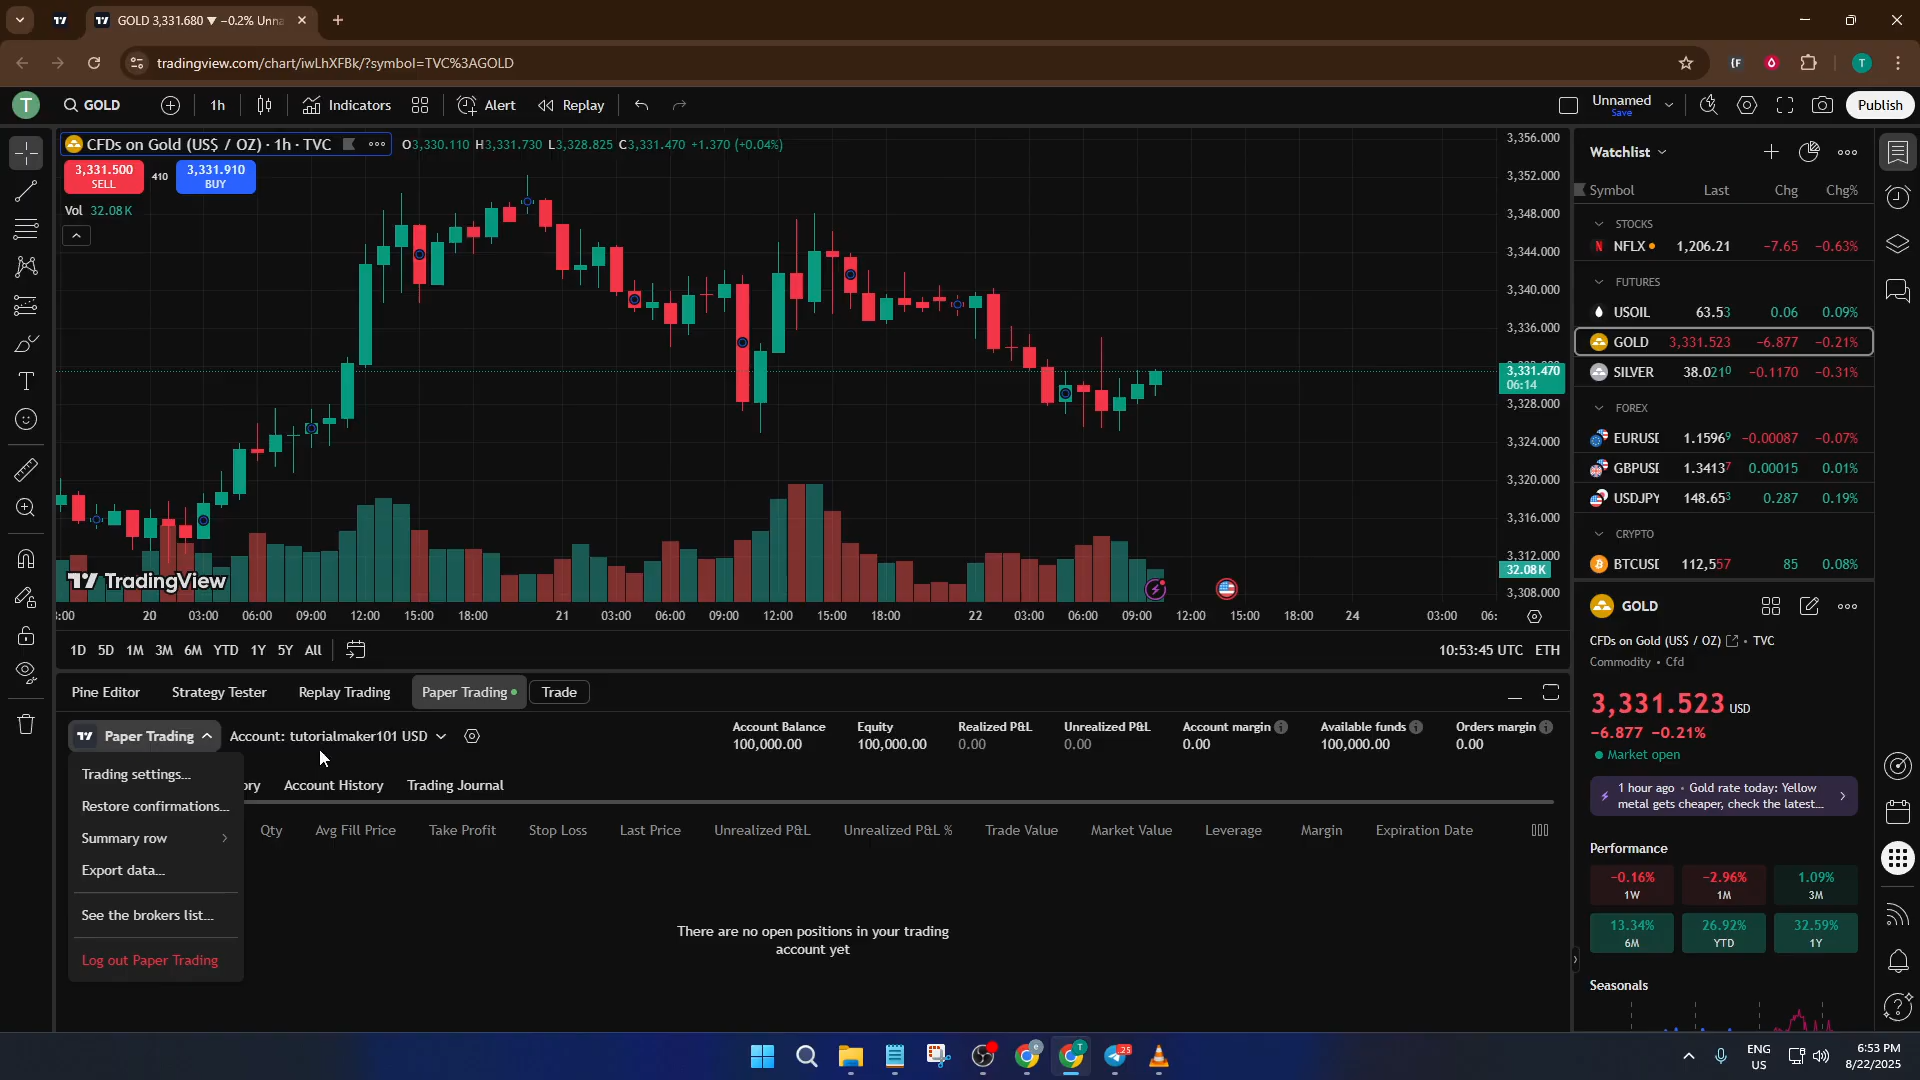 GOLD 3,331.680 ▼ −0.2% Unna
tradingview.com/chart/iwLhXFBk/?symbol=TVC%3AGOLD
T
T
GOLD
1h
Indicators
Alert
Replay
Unnamed
Save
Publish
CFDs on Gold (US$ / OZ) · 1h · TVC
O3,330.110 H3,331.730 L3,328.825 C3,331.470 +1.370 (+0.04%)
3,331.500
SELL
410
3,331.910
BUY
Vol 32.08K
3,356.000
3,352.000
3,348.000
3,344.000
3,340.000
3,336.000
3,331.470
06:14
3,328.000
3,324.000
3,320.000
3,316.000
3,312.000
32.08K
3,308.000
TradingView
:00 20 03:00 06:00 09:00 12:00 15:00 18:00 21 03:00 06:00 09:00 12:00 15:00 18:00 22 03:00 06:00 09:00 12:00 15:00 18:00 24 03:00 06:
1D 5D 1M 3M 6M YTD 1Y 5Y All
10:53:45 UTC ETH
Pine Editor
Strategy Tester
Replay Trading
Paper Trading
Trade
Paper Trading
Account: tutorialmaker101 USD
Account Balance
100,000.00
Equity
100,000.00
Realized P&L
0.00
Unrealized P&L
0.00
Account margin
0.00
Available funds
100,000.00
Orders margin
0.00
Trading settings...
Restore confirmations...
Summary row
Export data...
See the brokers list...
Log out Paper Trading
ory
Account History
Trading Journal
Qty Avg Fill Price Take Profit Stop Loss Last Price Unrealized P&L Unrealized P&L % Trade Value Market Value Leverage Margin Expiration Date
There are no open positions in your trading
account yet
Watchlist
Symbol Last Chg Chg%
STOCKS
NFLX 1,206.21 −7.65 −0.63%
FUTURES
USOIL 63.53 0.06 0.09%
GOLD 3,331.523 −6.877 −0.21%
SILVER 38.0210 −0.1170 −0.31%
FOREX
EURUSD 1.15969 −0.00087 −0.07%
GBPUSD 1.34137 0.00015 0.01%
USDJPY 148.653 0.287 0.19%
CRYPTO
BTCUSD 112,557 85 0.08%
GOLD
CFDs on Gold (US$ / OZ) • TVC
Commodity • Cfd
3,331.523 USD
−6.877 −0.21%
Market open
1 hour ago • Gold rate today: Yellow
metal gets cheaper, check the latest...
Performance
−0.16%
1W
−2.96%
1M
1.09%
3M
13.34%
6M
26.92%
YTD
32.59%
1Y
Seasonals
25
ENG
US
6:53 PM
8/22/2025